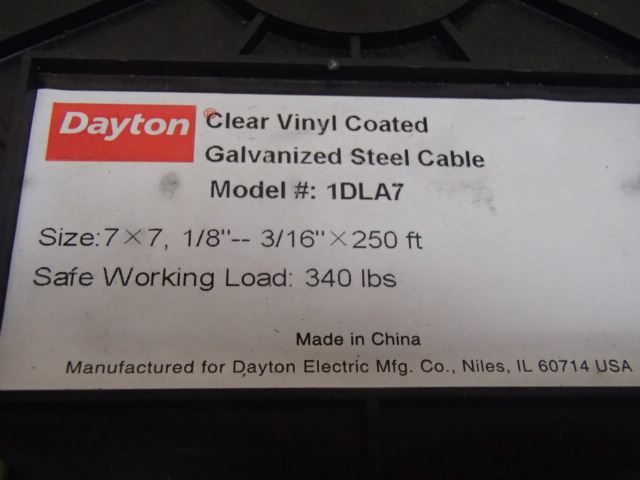 Dayton®
Clear Vinyl Coated
Galvanized Steel Cable
Model #: 1DLA7
Size:7×7, 1/8"-- 3/16"×250 ft
Safe Working Load: 340 lbs
Made in China
Manufactured for Dayton Electric Mfg. Co., Niles, IL 60714 USA